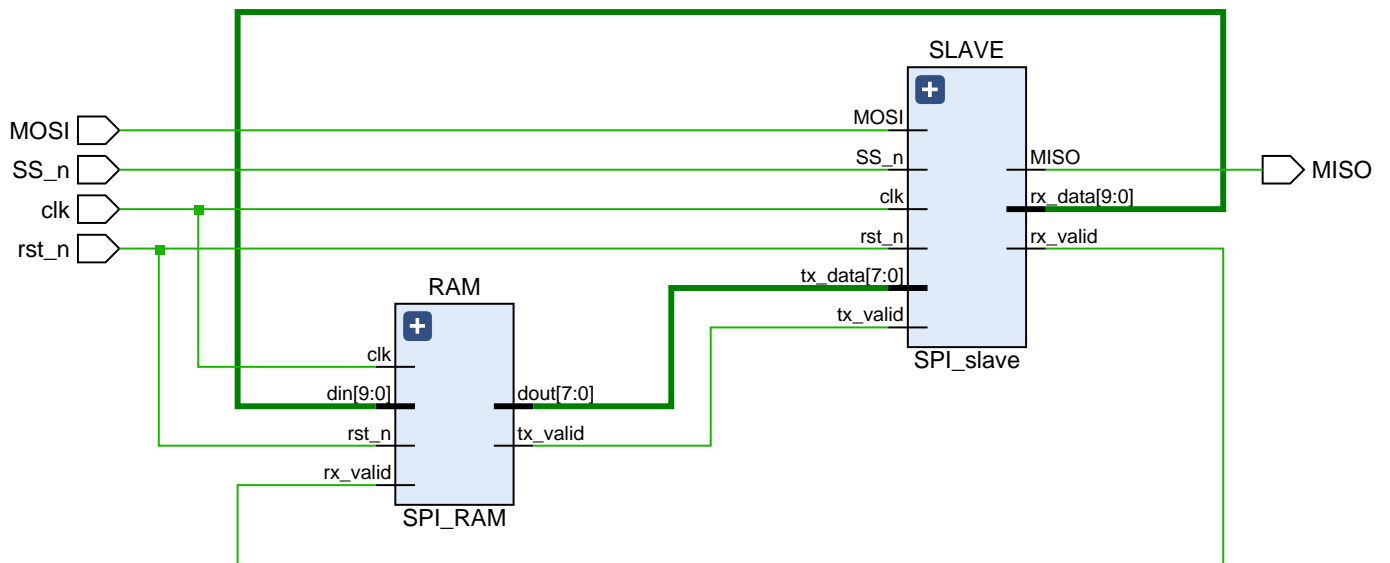 SLAVE
MOSI
MOSI
SS_n
SS_n
MISO
MISO
clk
clk
rx_data[9:0]
rst_n
rst_n
rx_valid
tx_data[7:0]
RAM
tx_valid
clk
SPI_slave
din[9:0]
dout[7:0]
rst_n
tx_valid
rx_valid
SPI_RAM